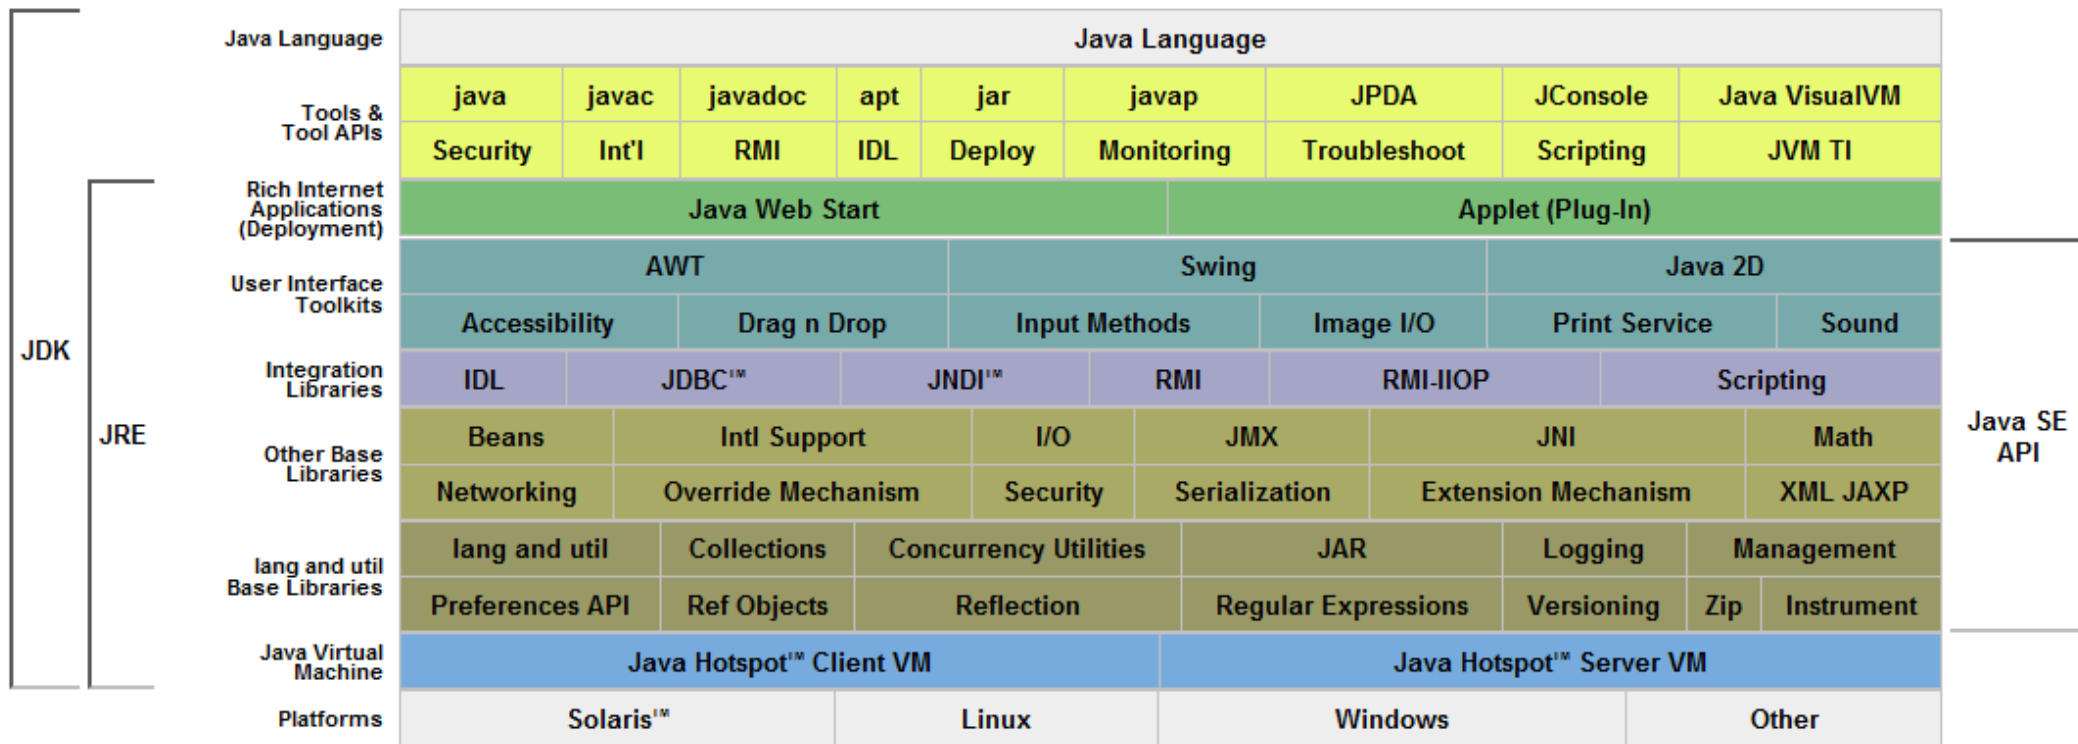 Java Language
Java Language
Tools &
Tool APIs
java javac javadoc apt jar javap JPDA JConsole Java VisualVM
Security Int'l RMI IDL Deploy Monitoring Troubleshoot Scripting JVM TI
Rich Internet
Applications
(Deployment)
Java Web Start Applet (Plug-In)
User Interface
Toolkits
AWT Swing Java 2D
Accessibility Drag n Drop Input Methods Image I/O Print Service Sound
JDK
Integration
Libraries
IDL JDBC™ JNDI™ RMI RMI-IIOP Scripting
JRE
Other Base
Libraries
Beans Intl Support I/O JMX JNI Math
Networking Override Mechanism Security Serialization Extension Mechanism XML JAXP
Java SE
API
lang and util
Base Libraries
lang and util Collections Concurrency Utilities JAR Logging Management
Preferences API Ref Objects Reflection Regular Expressions Versioning Zip Instrument
Java Virtual
Machine
Java Hotspot™ Client VM Java Hotspot™ Server VM
Platforms
Solaris™ Linux Windows Other